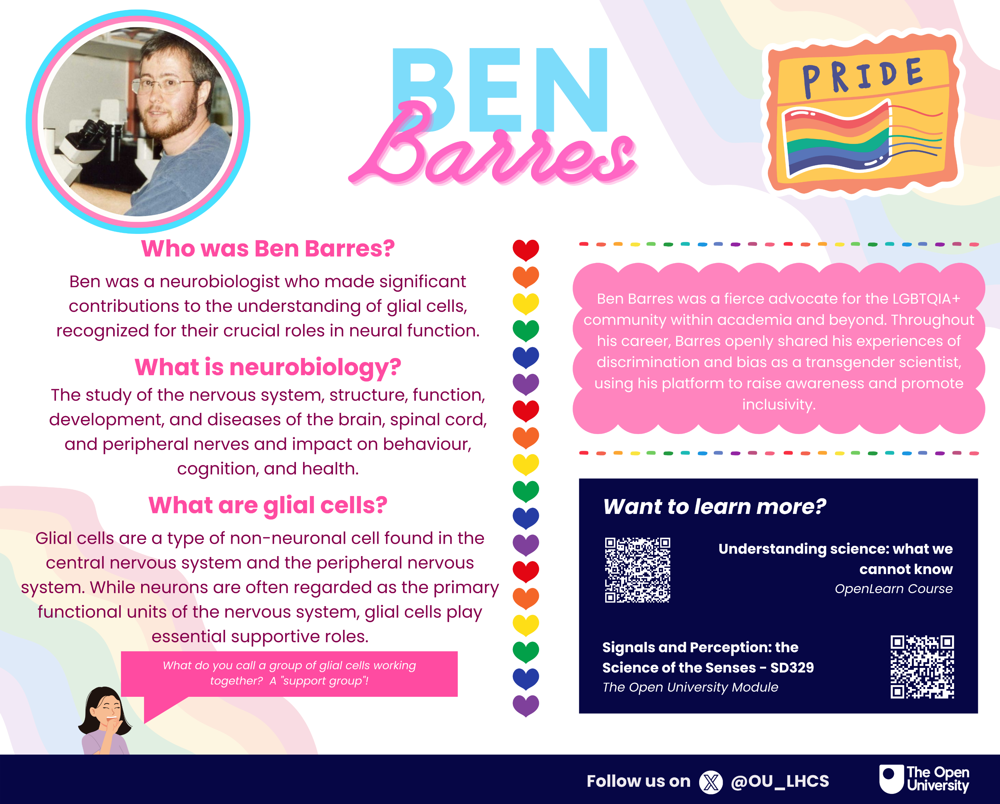 BEN
Barres
PRIDE
Who was Ben Barres?
Ben was a neurobiologist who made significant
contributions to the understanding of glial cells,
recognized for their crucial roles in neural function.
What is neurobiology?
The study of the nervous system, structure, function,
development, and diseases of the brain, spinal cord,
and peripheral nerves and impact on behaviour,
cognition, and health.
What are glial cells?
Glial cells are a type of non-neuronal cell found in the
central nervous system and the peripheral nervous
system. While neurons are often regarded as the primary
functional units of the nervous system, glial cells play
essential supportive roles.
What do you call a group of glial cells working
together? A "support group"!
Ben Barres was a fierce advocate for the LGBTQIA+
community within academia and beyond. Throughout
his career, Barres openly shared his experiences of
discrimination and bias as a transgender scientist,
using his platform to raise awareness and promote
inclusivity.
Want to learn more?
Understanding science: what we
cannot know
OpenLearn Course
Signals and Perception: the
Science of the Senses - SD329
The Open University Module
Follow us on X @OU_LHCS
The Open
University